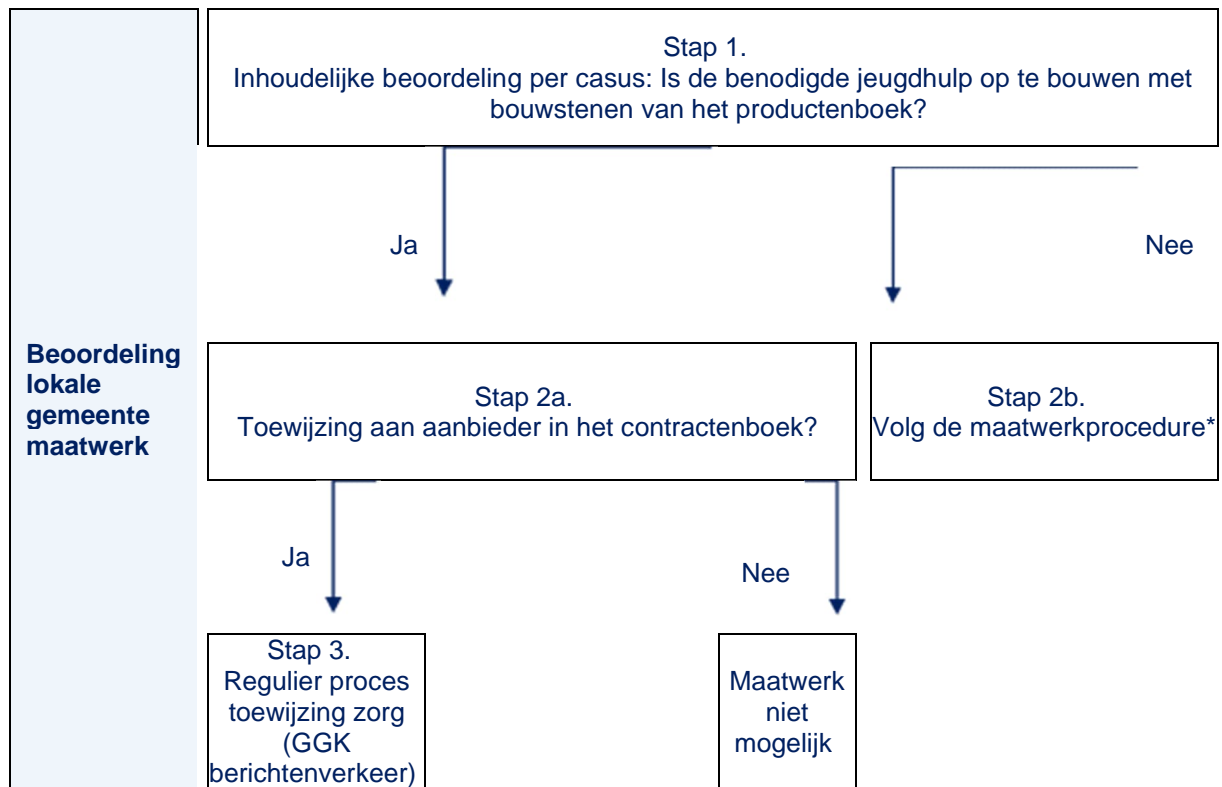 Stap 1.
Inhoudelijke beoordeling per casus: Is de benodigde jeugdhulp op te bouwen met
bouwstenen van het productenboek?
Ja
Nee
Beoordeling
lokale
gemeente
maatwerk
Stap 2a.
Toewijzing aan aanbieder in het contractenboek?
Stap 2b.
Volg de maatwerkprocedure*
Ja
Nee
Stap 3.
Regulier proces
toewijzing zorg
(GGK
berichtenverkeer)
Maatwerk
niet
mogelijk